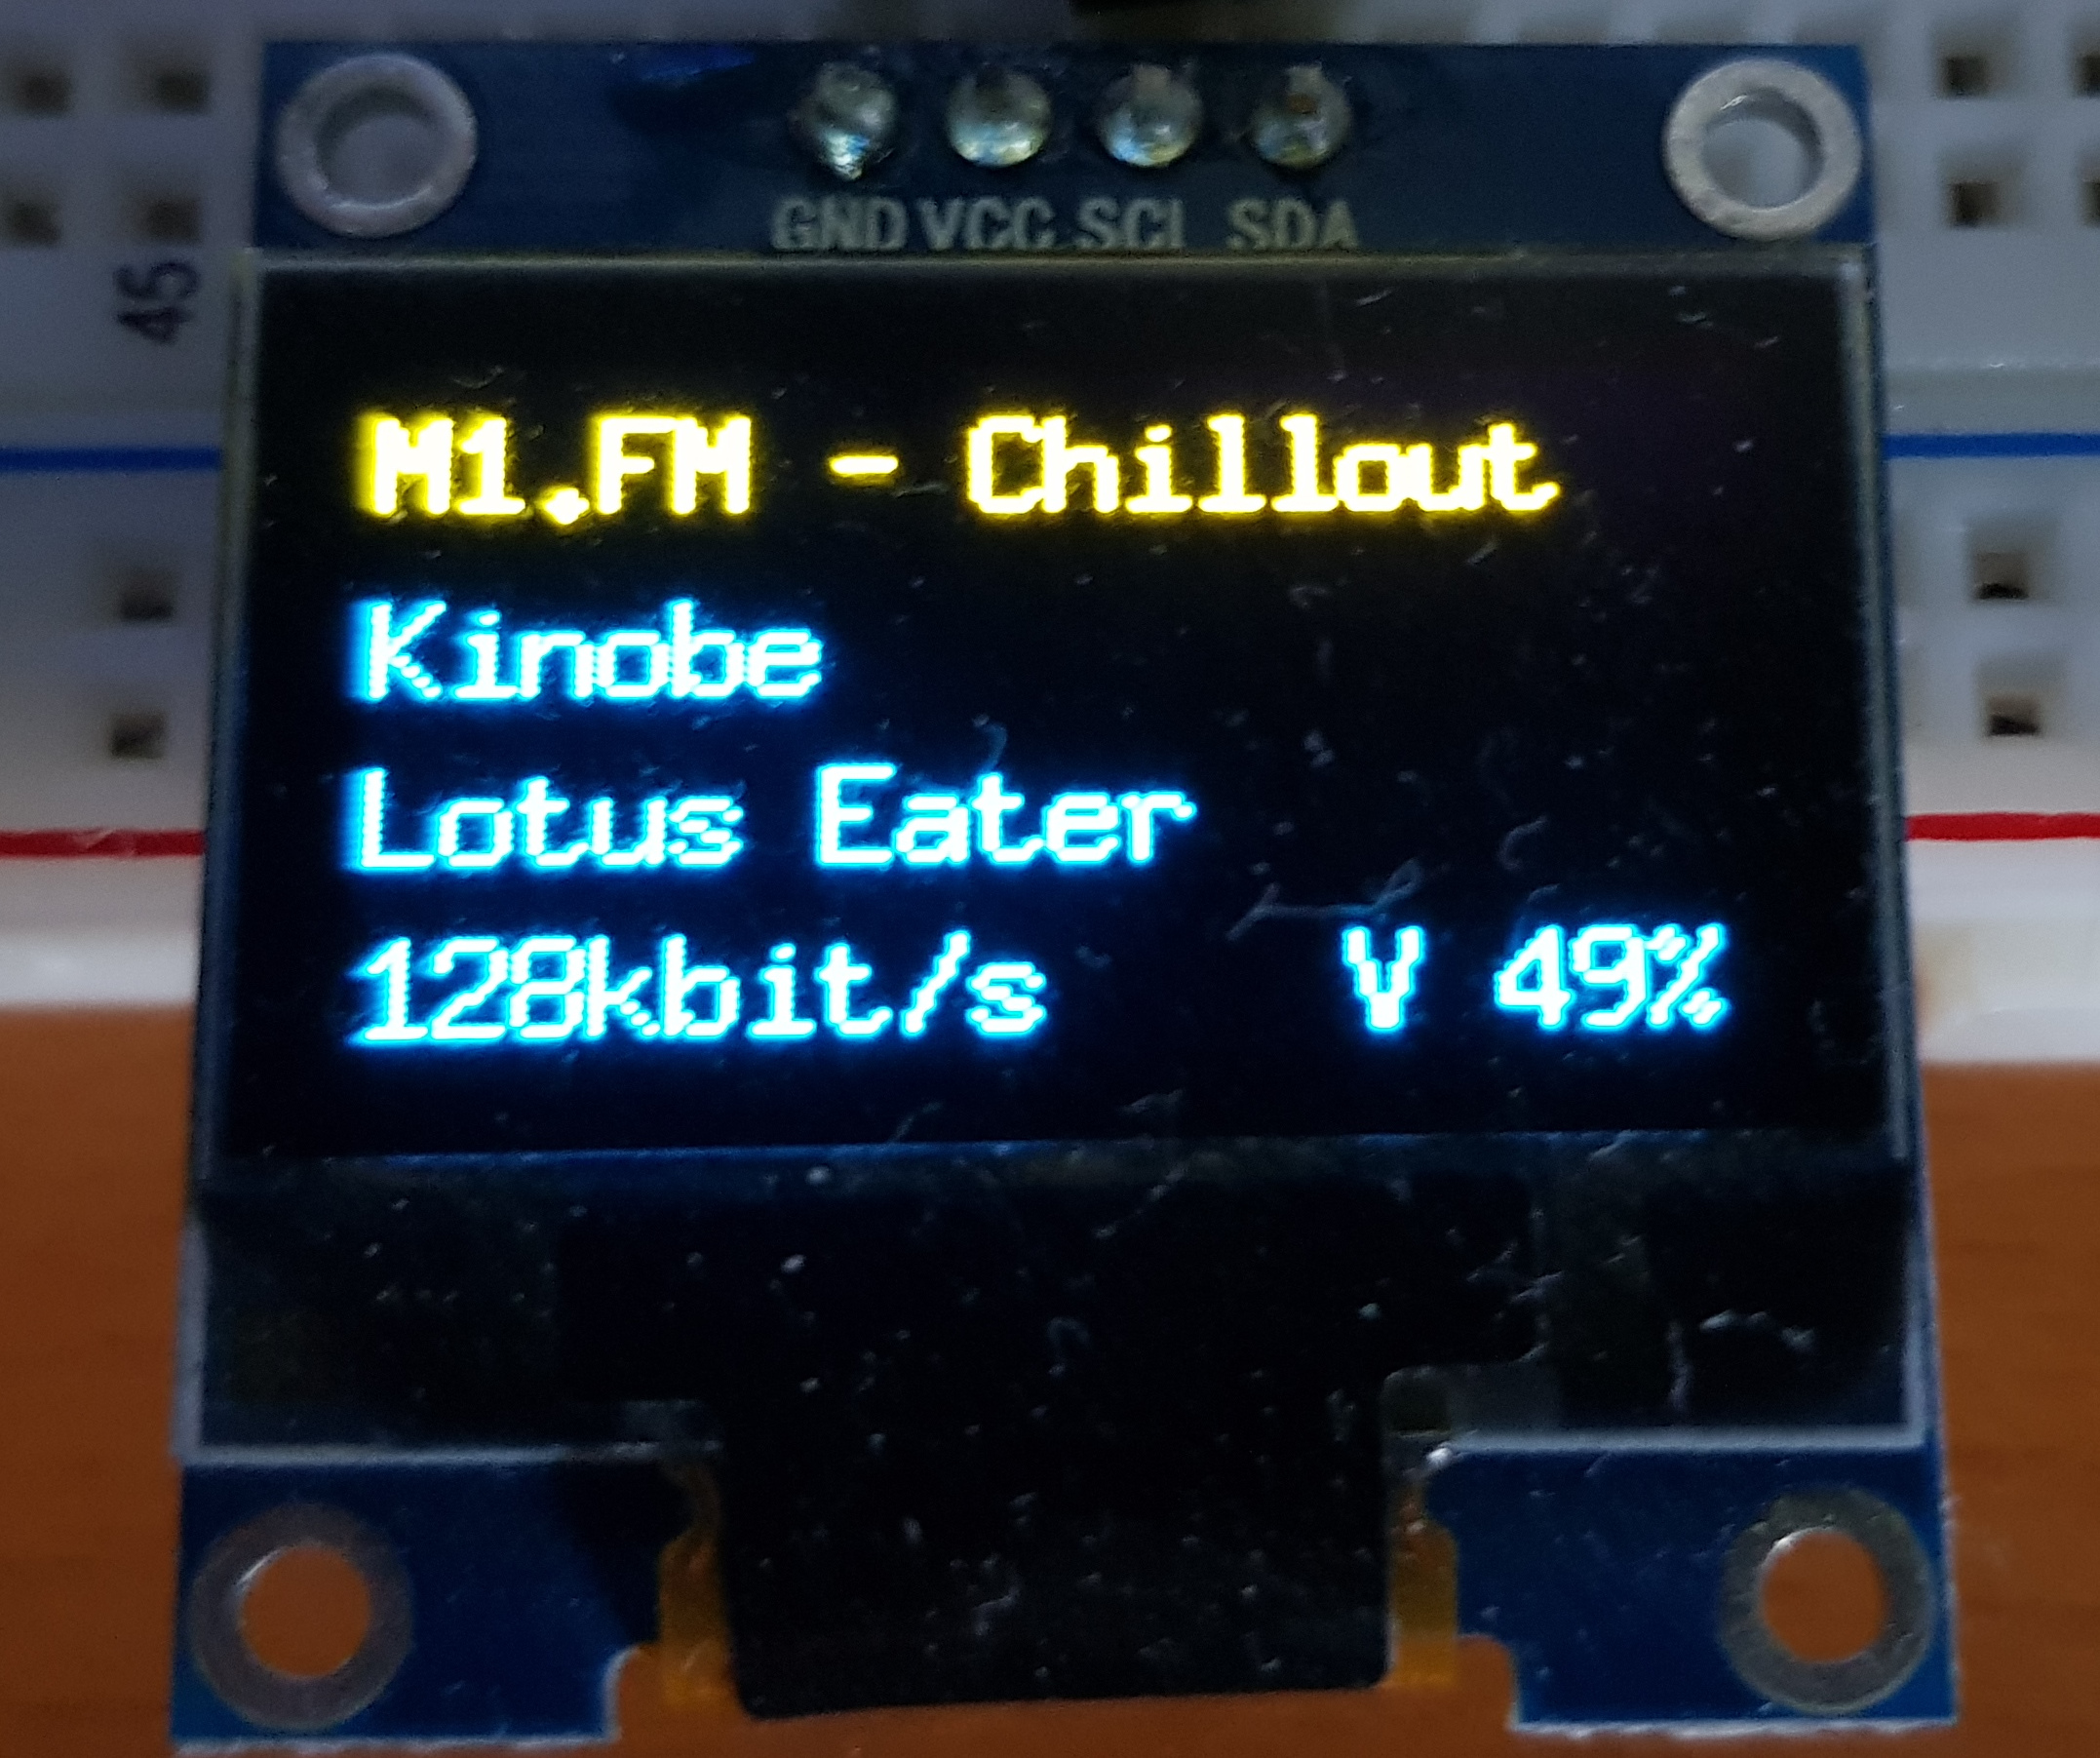 GND VCC SCL SDA
45
M1.FM - Chillout
Kinobe
Lotus Eater
128kbit/s V 49%